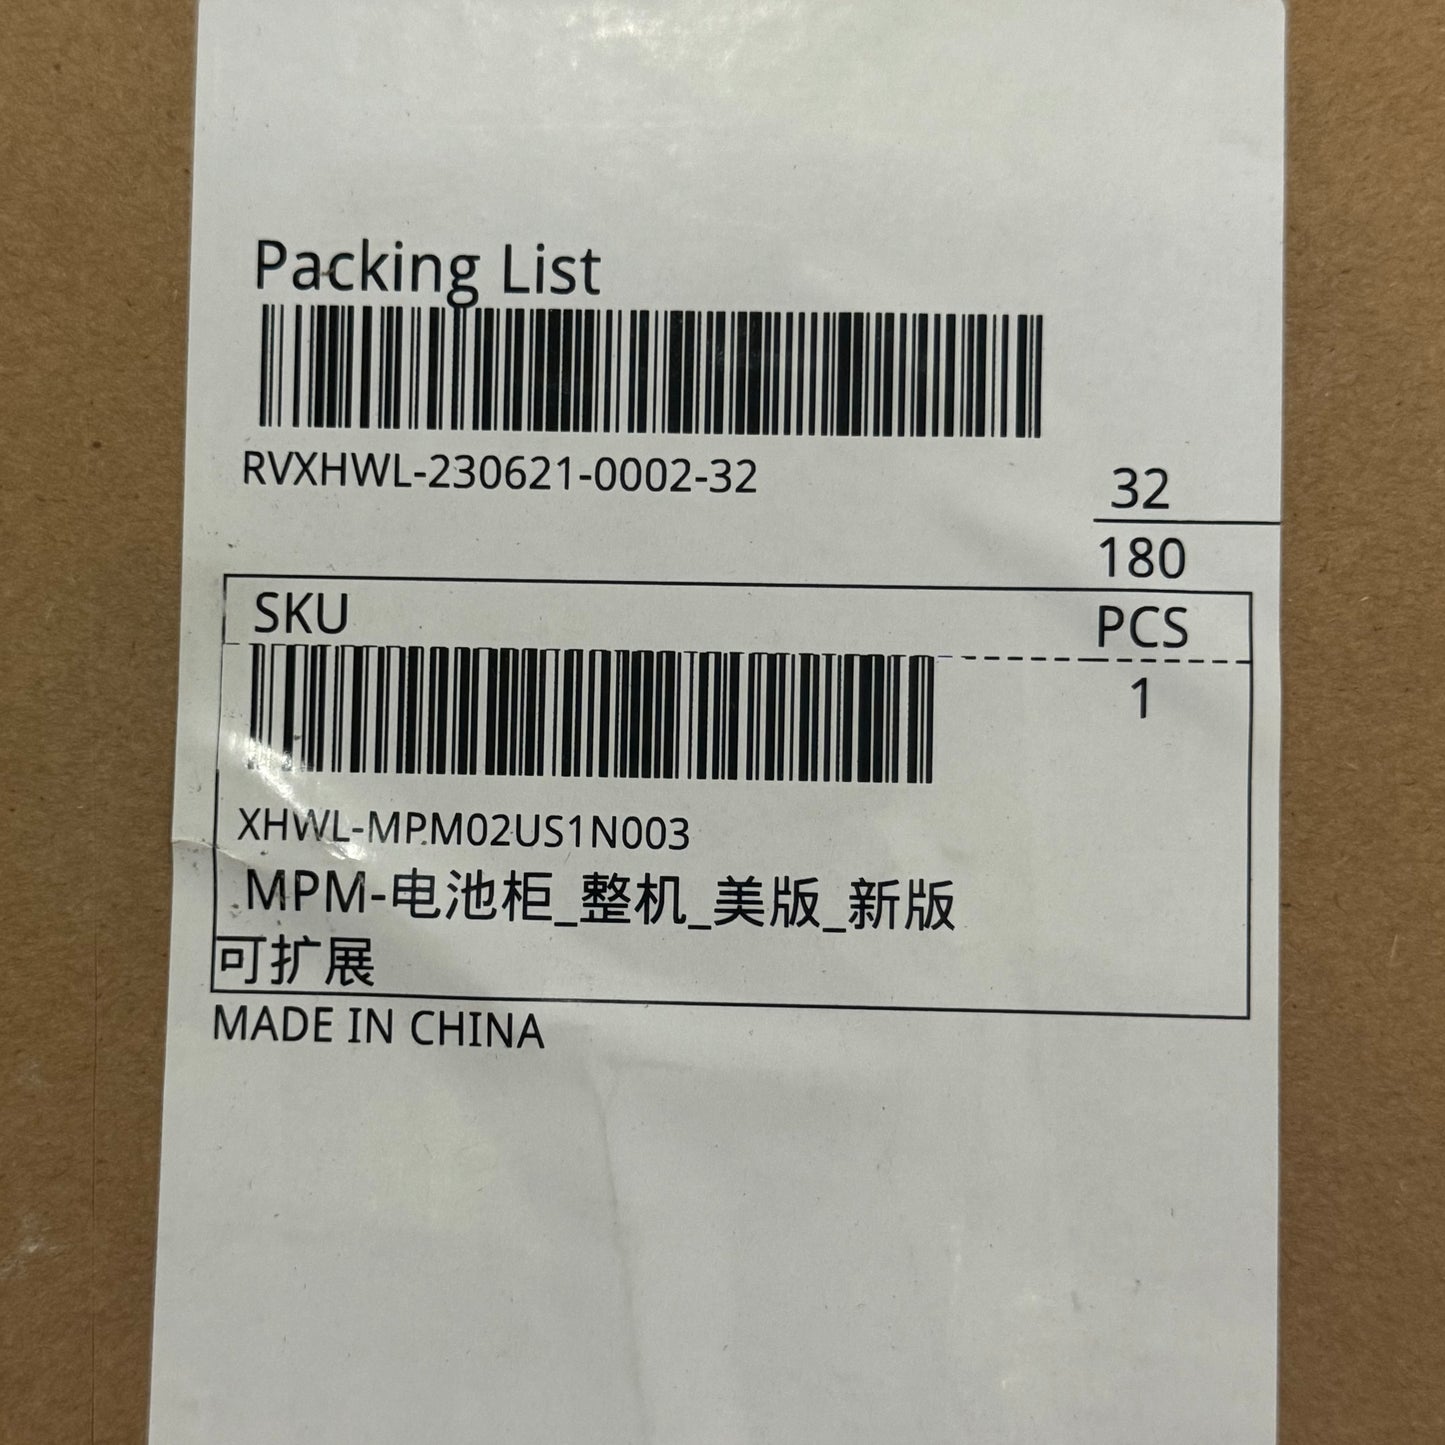 Packing List
RVXHWL-230621-0002-32
32
180
SKU PCS
1
XHWL-MPM02US1N003
MPM-电池柜_整机_美版_新版
可扩展
MADE IN CHINA